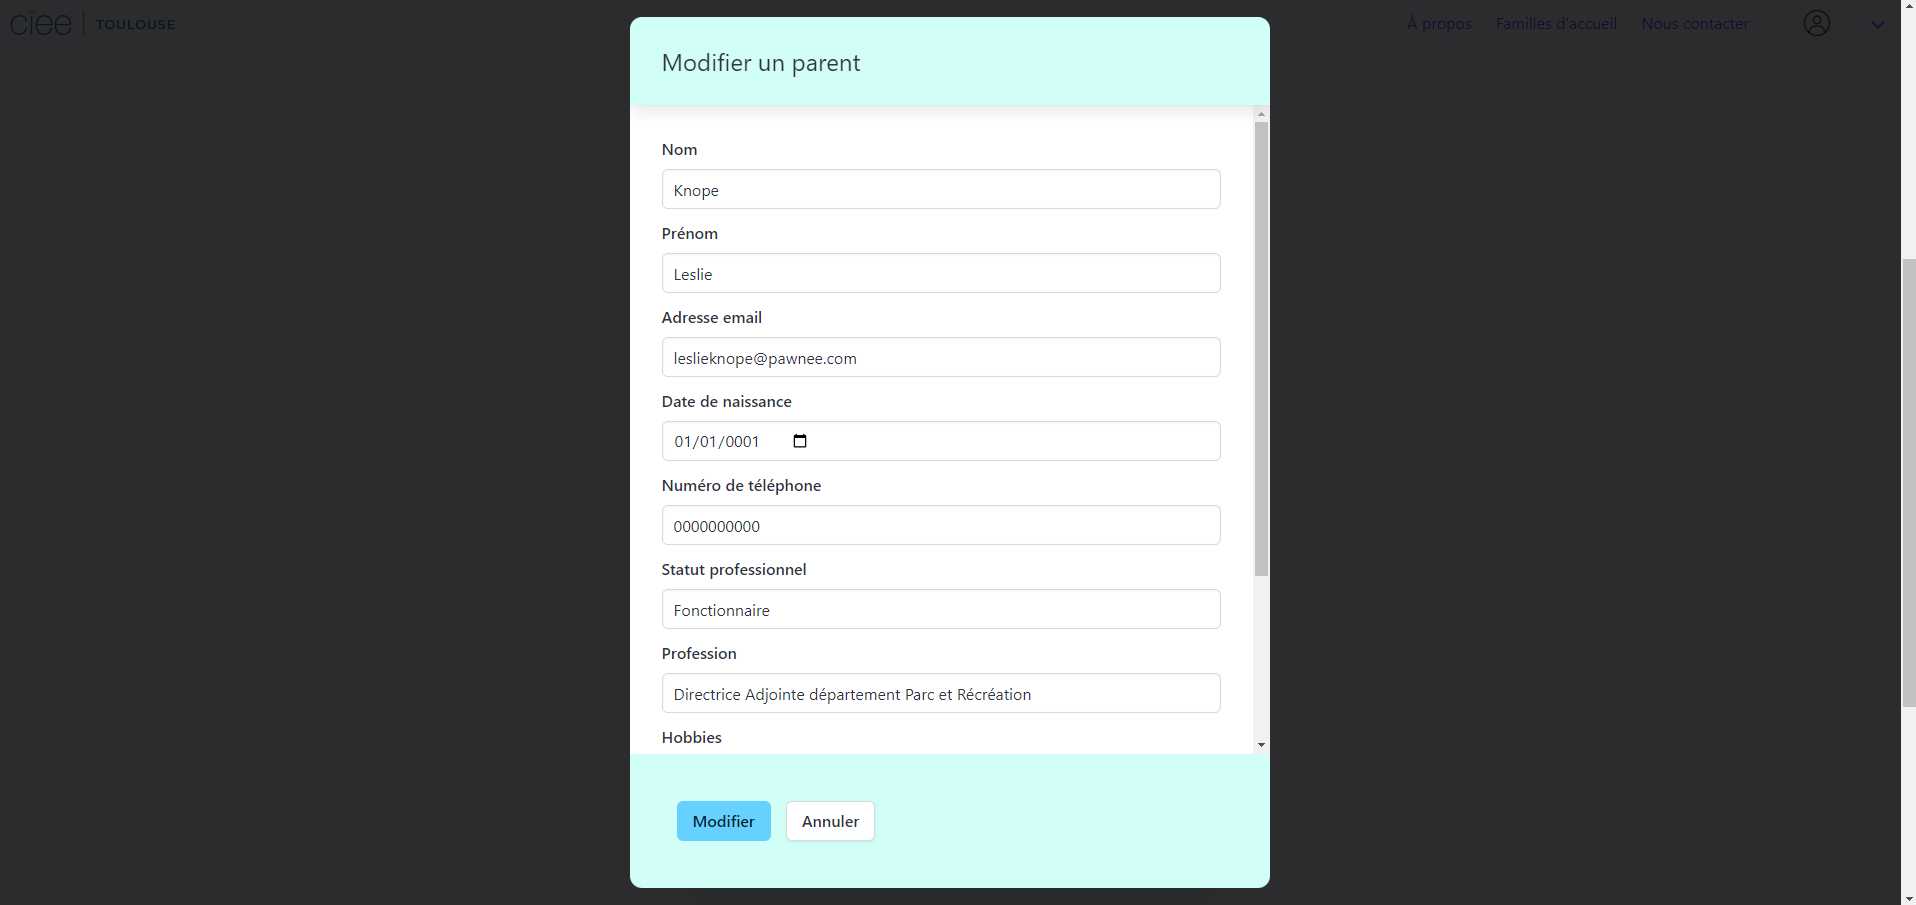 ciee TOULOUSE
À propos Familles d'accueil Nous contacter
Modifier un parent
Nom
Knope
Prénom
Leslie
Adresse email
leslieknope@pawnee.com
Date de naissance
01/01/0001
Numéro de téléphone
0000000000
Statut professionnel
Fonctionnaire
Profession
Directrice Adjointe département Parc et Récréation
Hobbies
Modifier Annuler